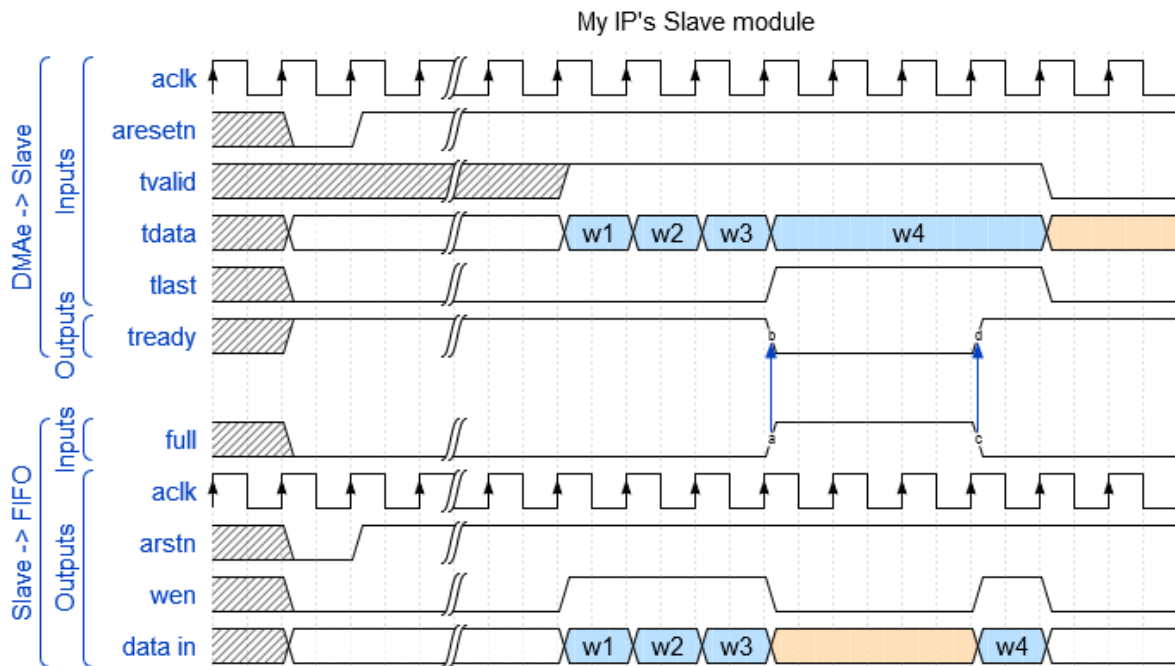 My IP's Slave module
DMAe -> Slave
Inputs
aclk
aresetn
tvalid
tdata w1 w2 w3 w4
tlast
Outputs
tready b d
Slave -> FIFO
Inputs
full a c
Outputs
aclk
arstn
wen
data in w1 w2 w3 w4